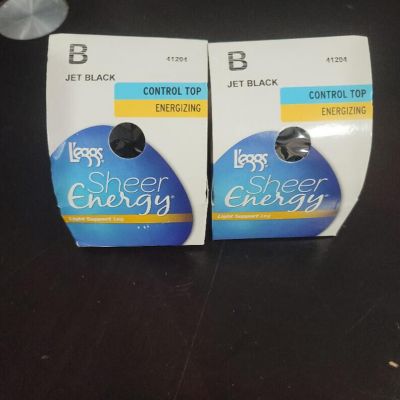 B
41204
JET BLACK
CONTROL TOP
ENERGIZING
L'eggs
Sheer
Energy
Light Support Leg
B
41204
JET BLACK
CONTROL TOP
ENERGIZING
L'eggs
Sheer
Energy
Light Support Leg